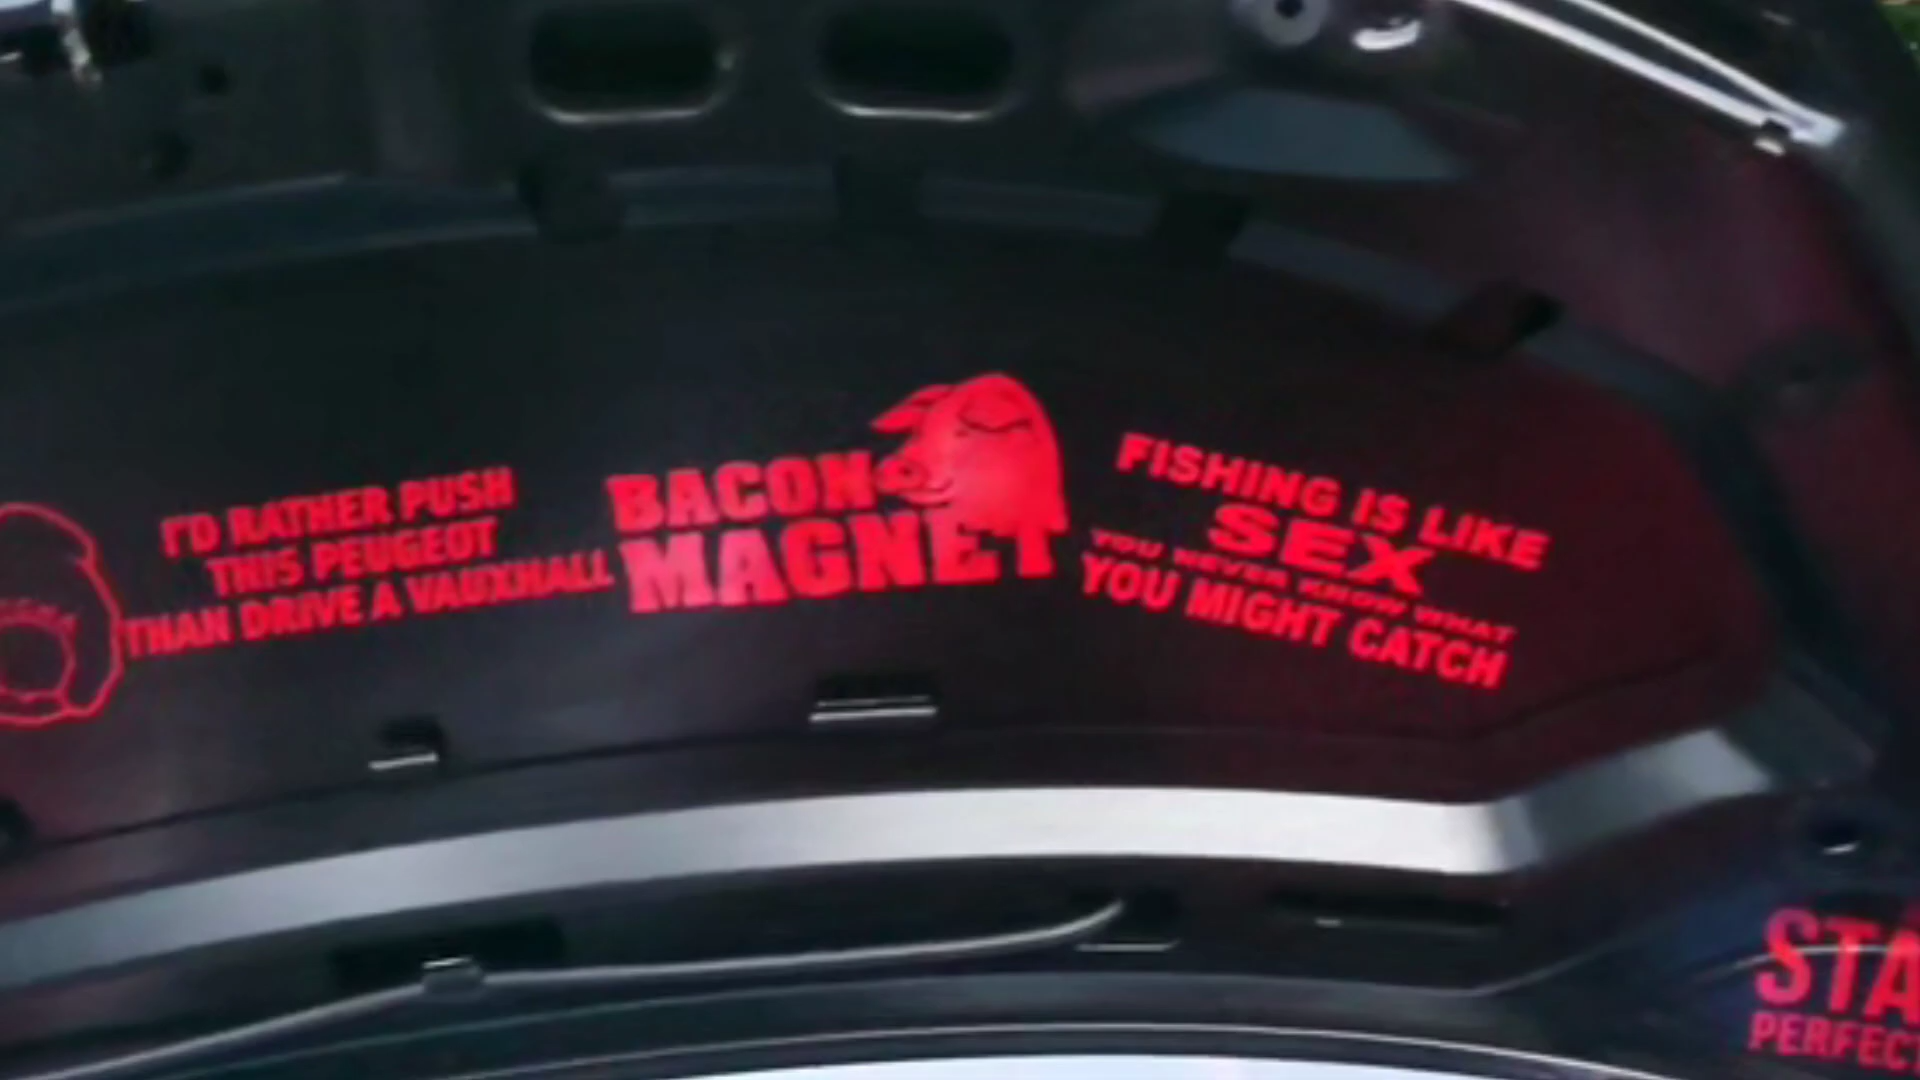 I'D RATHER PUSH
THIS PEUGEOT
THAN DRIVE A VAUXHALL
BACON
MAGNET
FISHING IS LIKE
SEX
YOU NEVER KNOW WHAT
YOU MIGHT CATCH
STA
PERFECT